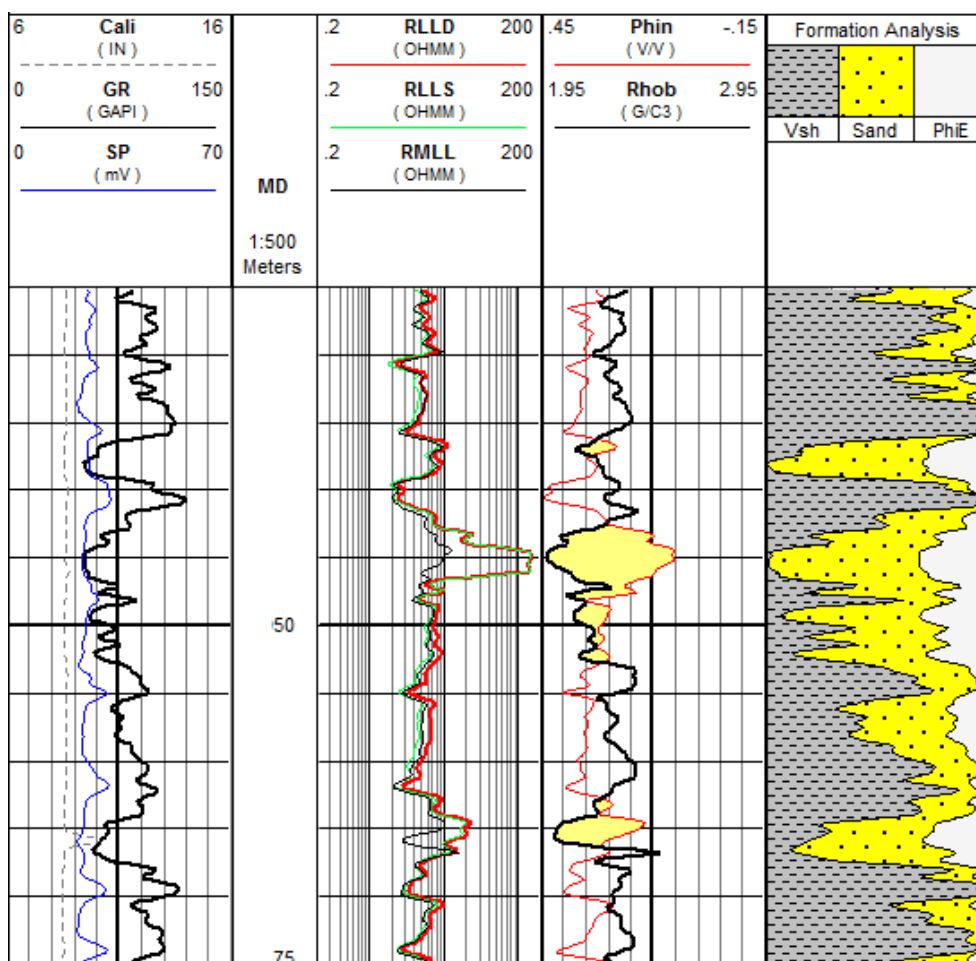 6 Cali 16
( IN )
0 GR 150
( GAPI )
0 SP 70
( mV )
MD
1:500
Meters
.2 RLLD 200
( OHMM )
.2 RLLS 200
( OHMM )
.2 RMLL 200
( OHMM )
.45 Phin -.15
( V/V )
1.95 Rhob 2.95
( G/C3 )
Formation Analysis
Vsh Sand PhiE
50
75